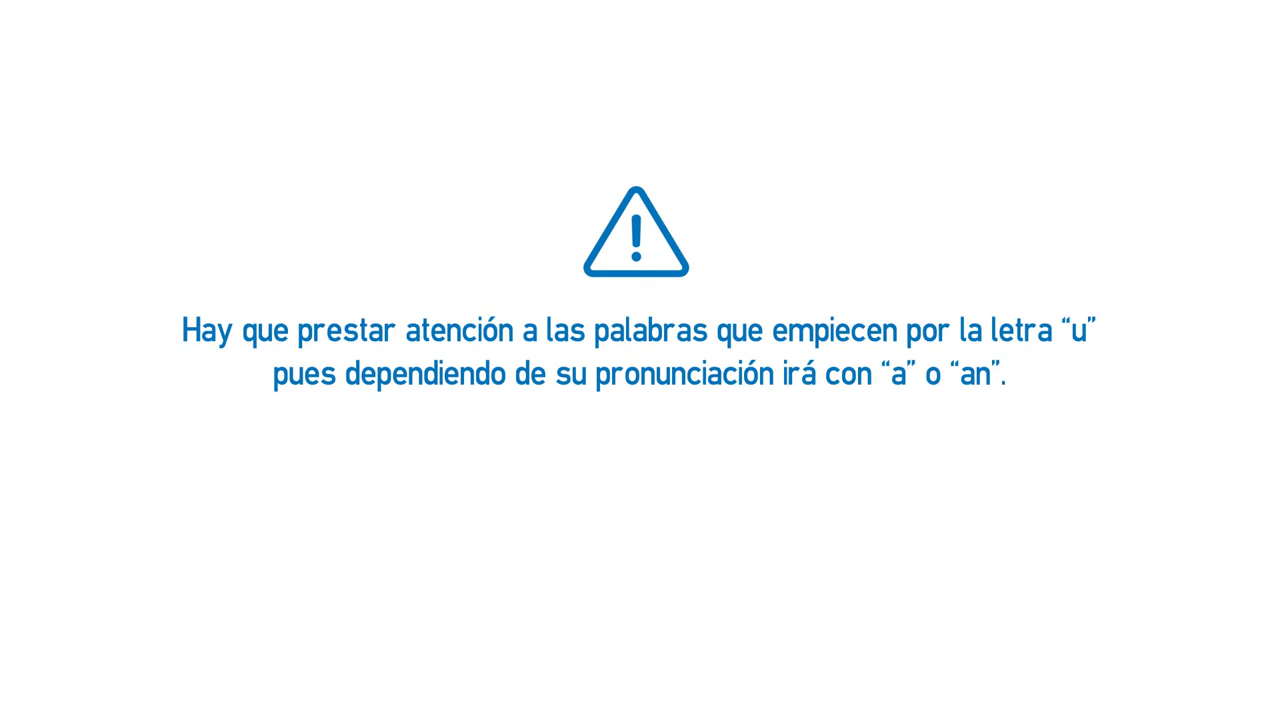 Hay que prestar atención a las palabras que empiecen por la letra “u”
pues dependiendo de su pronunciación irá con “a” o “an”.